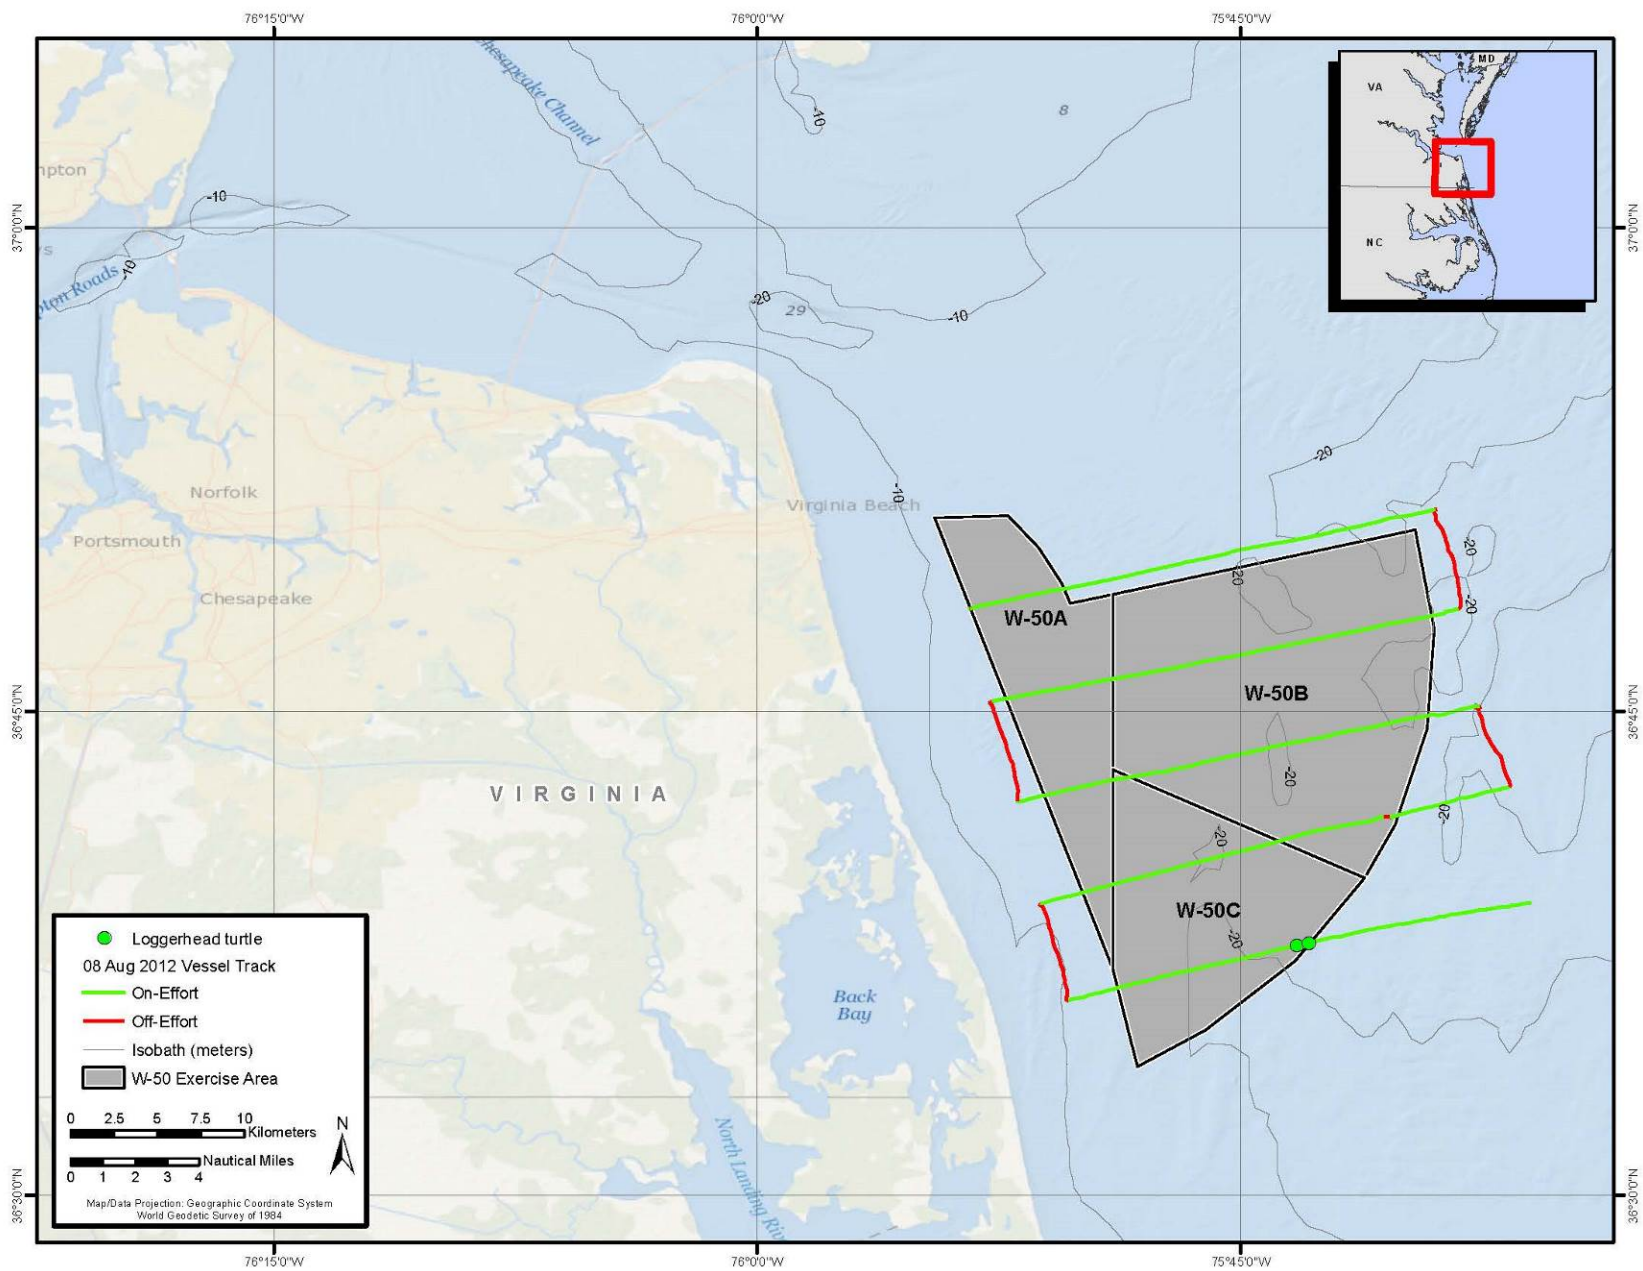 76°15'0"W
76°0'0"W
75°45'0"W
Chesapeake Channel
-10
8
MD
VA
NC
mpton
-10
37°0'0"N
37°0'0"N
-10
pton Roads
-20
29
-10
-20
-10
Norfolk
Virginia Beach
Portsmouth
-20
-20
Chesapeake
-20
W-50A
W-50B
36°45'0"N
36°45'0"N
VIRGINIA
-20
-20
-20
W-50C
-20
Back
Bay
Loggerhead turtle
08 Aug 2012 Vessel Track
On-Effort
Off-Effort
Isobath (meters)
W-50 Exercise Area
0 2.5 5 7.5 10
Kilometers
N
Nautical Miles
0 1 2 3 4
Map/Data Projection: Geographic Coordinate System
World Geodetic Survey of 1984
North Landing Riv
36°30'0"N
36°30'0"N
76°15'0"W
76°0'0"W
75°45'0"W